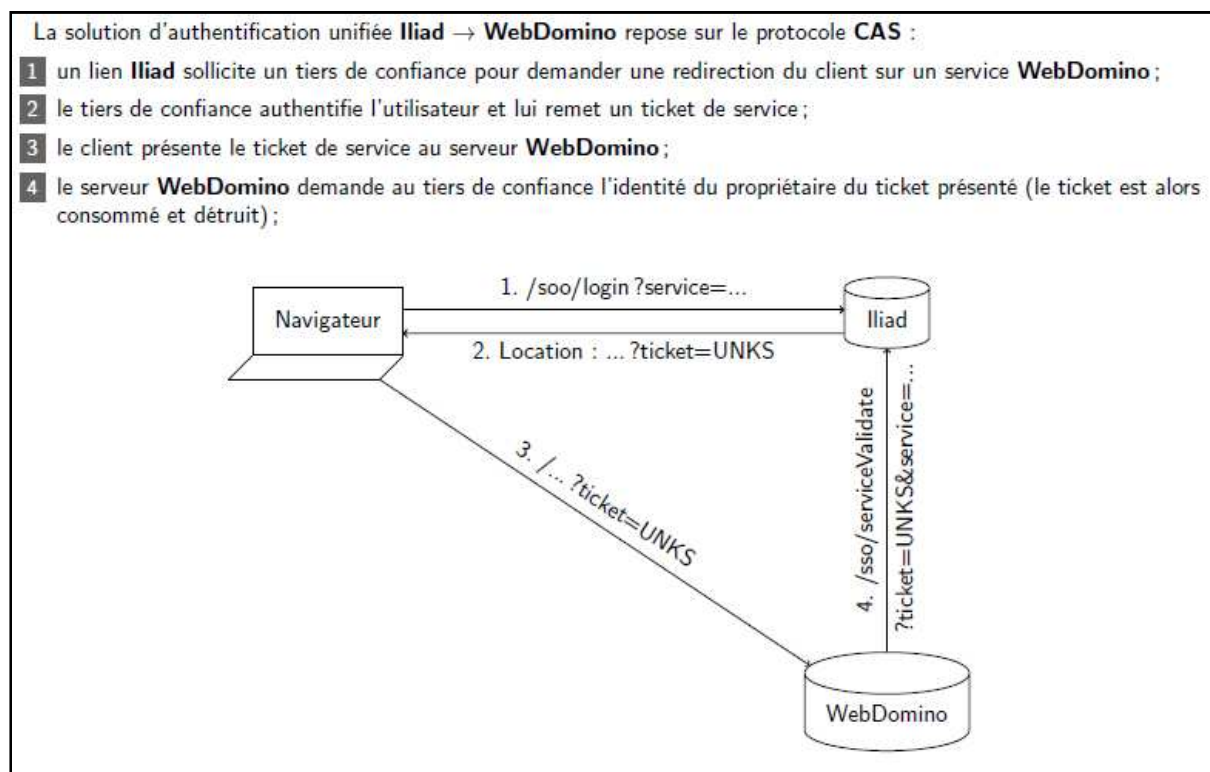 La solution d'authentification unifiée Iliad → WebDomino repose sur le protocole CAS :
1 un lien Iliad sollicite un tiers de confiance pour demander une redirection du client sur un service WebDomino ;
2 le tiers de confiance authentifie l'utilisateur et lui remet un ticket de service ;
3 le client présente le ticket de service au serveur WebDomino ;
4 le serveur WebDomino demande au tiers de confiance l'identité du propriétaire du ticket présenté (le ticket est alors
consommé et détruit) ;
1. /soo/login ?service=...
Navigateur
Iliad
2. Location : ... ?ticket=UNKS
3. /... ?ticket=UNKS
4. /sso/serviceValidate
?ticket=UNKS&service=...
WebDomino